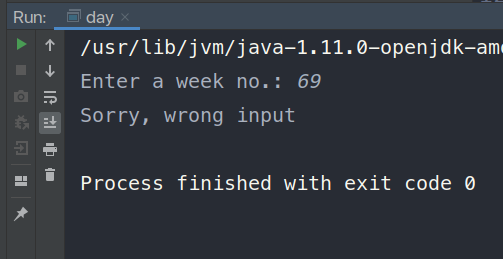 Run: day ×
/usr/lib/jvm/java-1.11.0-openjdk-am
Enter a week no.: 69
Sorry, wrong input
Process finished with exit code 0